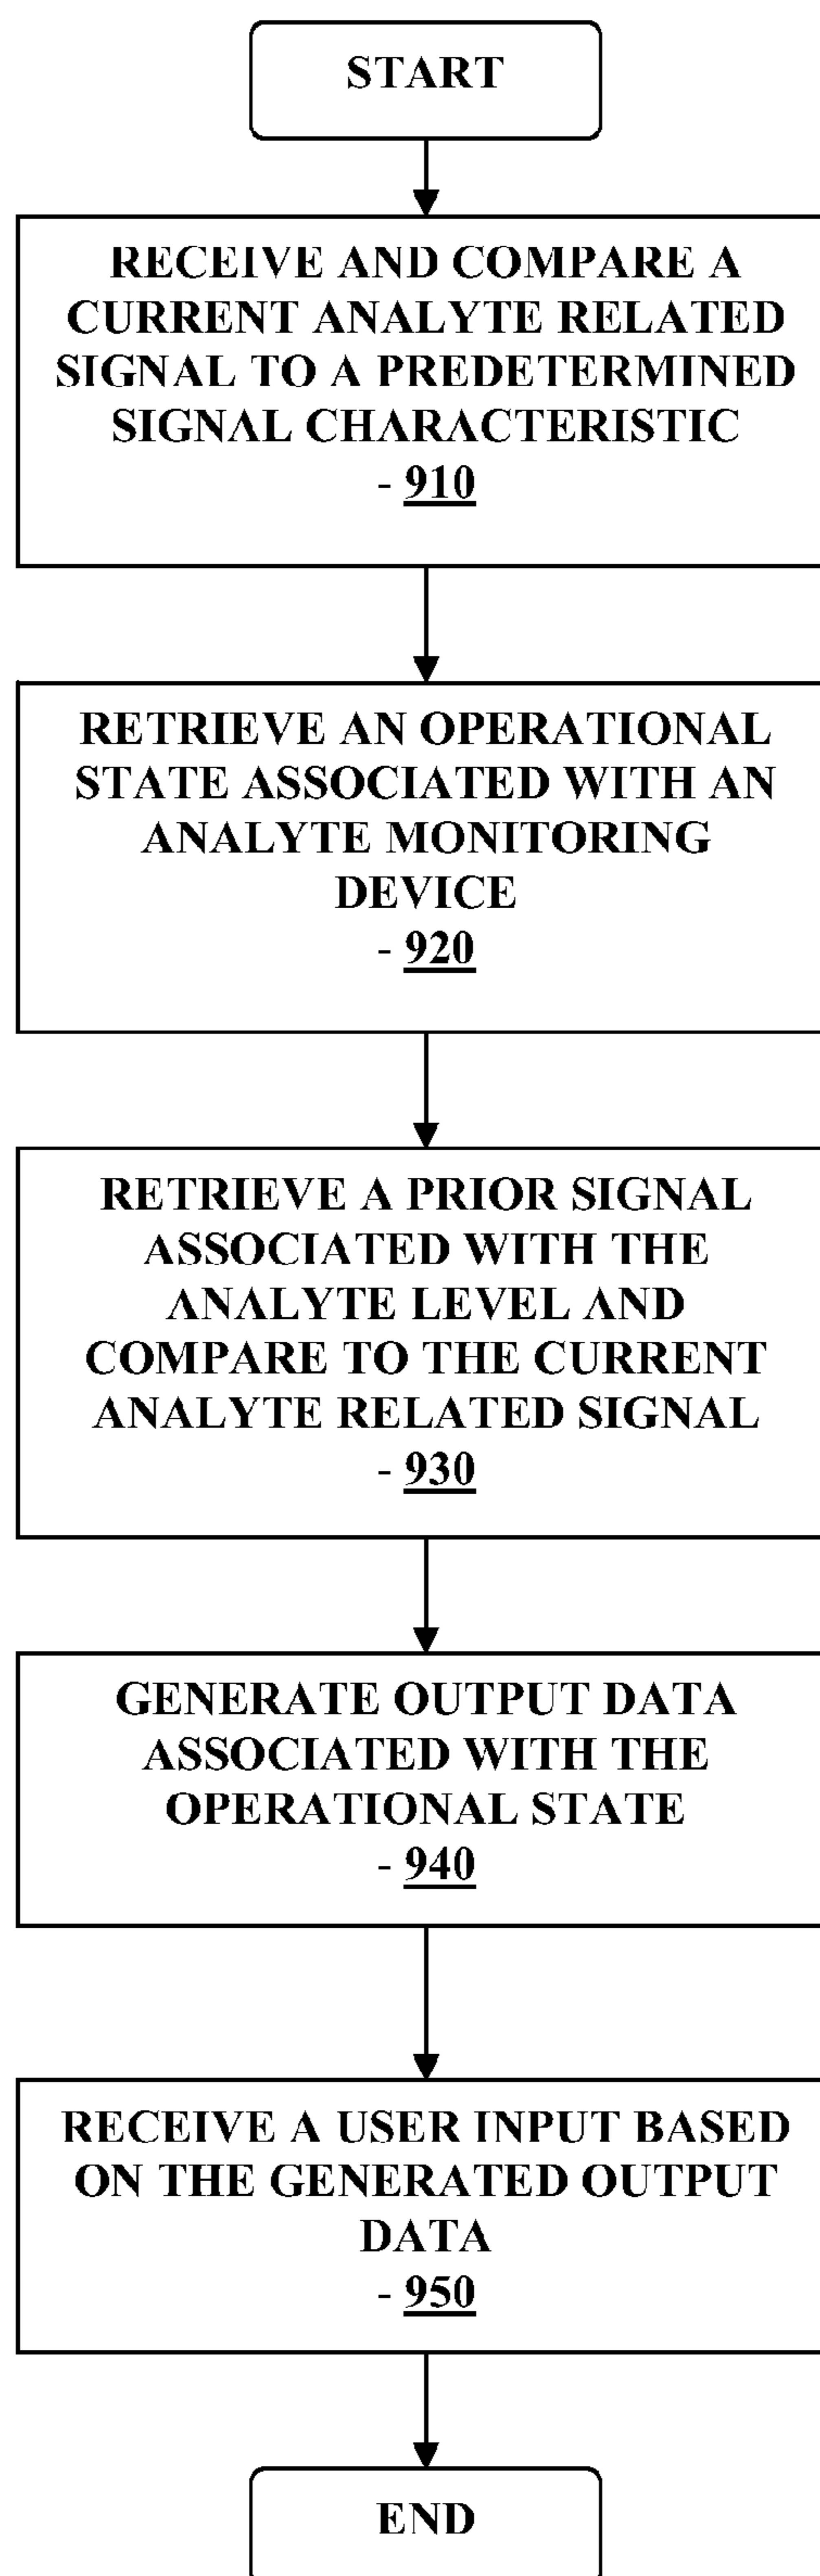 START
RECEIVE AND COMPARE A
CURRENT ANALYTE RELATED
SIGNAL TO A PREDETERMINED
SIGNAL CHARACTERISTIC
- 910
RETRIEVE AN OPERATIONAL
STATE ASSOCIATED WITH AN
ANALYTE MONITORING
DEVICE
- 920
RETRIEVE A PRIOR SIGNAL
ASSOCIATED WITH THE
ANALYTE LEVEL AND
COMPARE TO THE CURRENT
ANALYTE RELATED SIGNAL
- 930
GENERATE OUTPUT DATA
ASSOCIATED WITH THE
OPERATIONAL STATE
- 940
RECEIVE A USER INPUT BASED
ON THE GENERATED OUTPUT
DATA
- 950
END